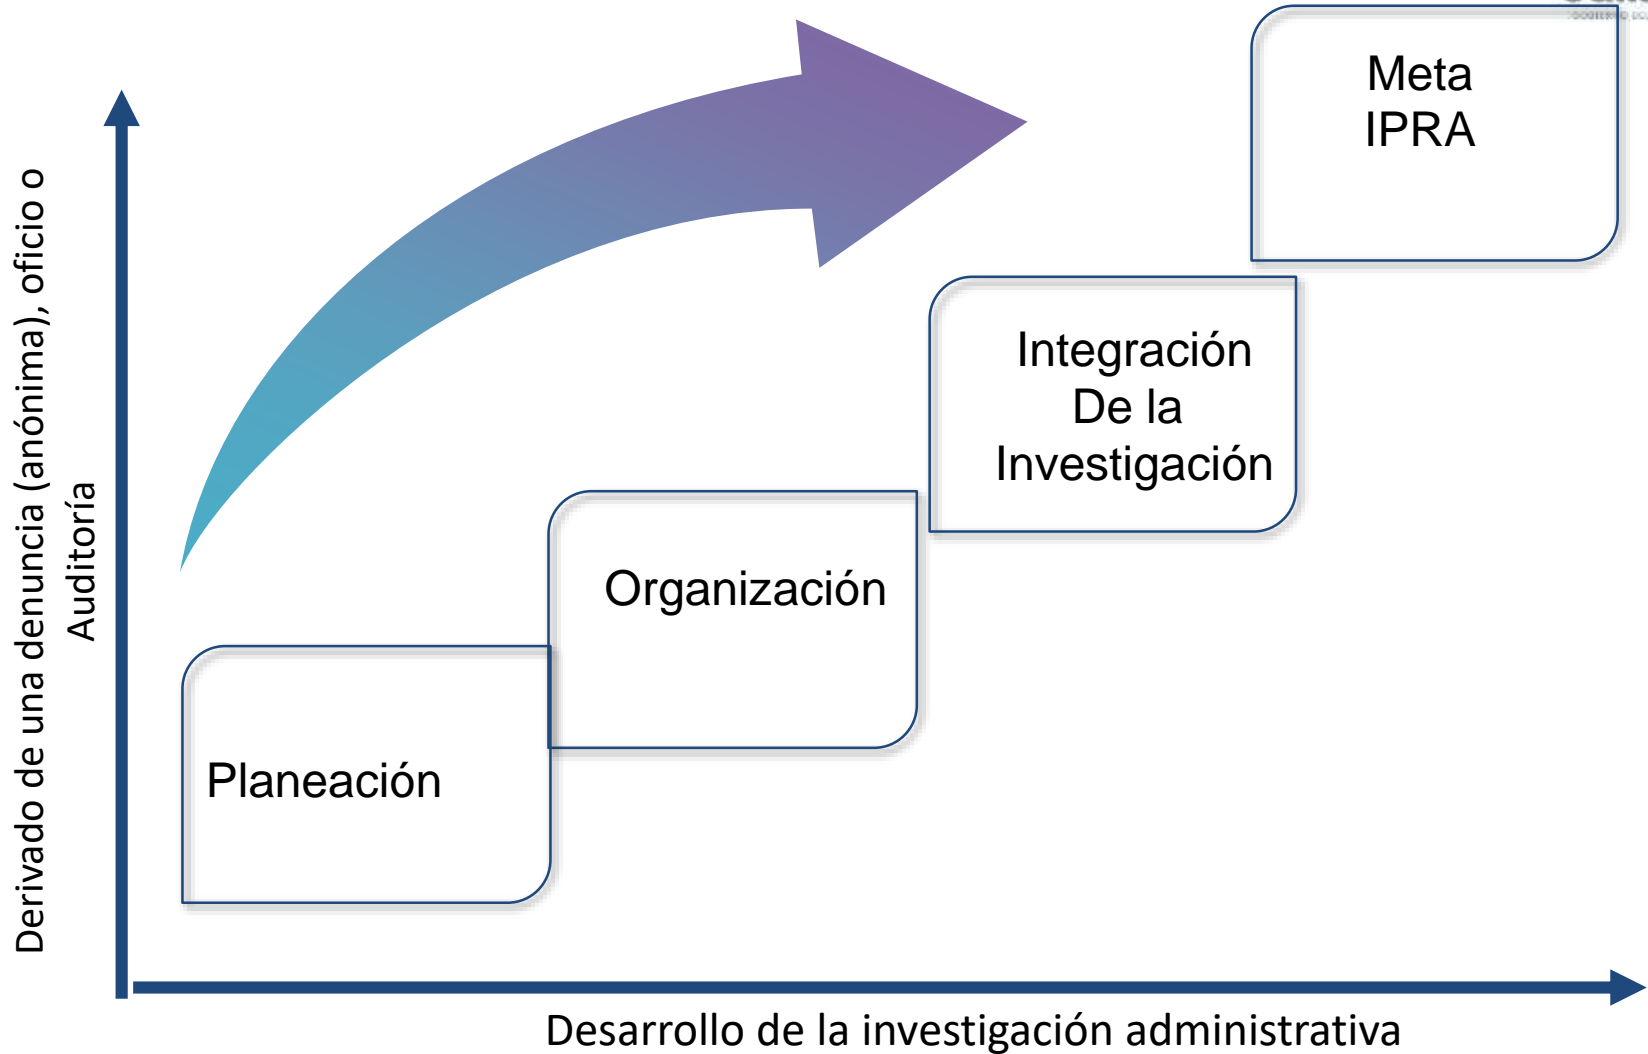 Meta
IPRA
Integración
De la
Investigación
Organización
Planeación
Derivado de una denuncia (anónima), oficio o
Auditoría
Desarrollo de la investigación administrativa